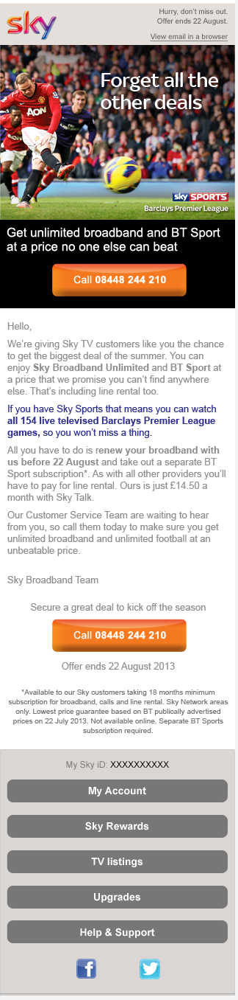 sky
Hurry, don't miss out.
Offer ends 22 August.
View email in a browser
Forget all the
other deals
AON
sky SPORTS
Barclays Premier League
Get unlimited broadband and BT Sport
at a price no one else can beat
Call 08448 244 210
Hello,
We're giving Sky TV customers like you the chance
to get the biggest deal of the summer. You can
enjoy Sky Broadband Unlimited and BT Sport at
a price that we promise you can't find anywhere
else. That's including line rental too.
If you have Sky Sports that means you can watch
all 154 live televised Barclays Premier League
games, so you won't miss a thing.
All you have to do is renew your broadband with
us before 22 August and take out a separate BT
Sport subscription*. As with all other providers you'll
have to pay for line rental. Ours is just £14.50 a
month with Sky Talk.
Our Customer Service Team are waiting to hear
from you, so call them today to make sure you get
unlimited broadband and unlimited football at an
unbeatable price.
Sky Broadband Team
Secure a great deal to kick off the season
Call 08448 244 210
Offer ends 22 August 2013
*Available to our Sky customers taking 18 months minimum
subscription for broadband, calls and line rental. Sky Network areas
only. Lowest price guarantee based on BT publically advertised
prices on 22 July 2013. Not available online. Separate BT Sports
subscription required.
My Sky iD: XXXXXXXXXX
My Account
Sky Rewards
TV listings
Upgrades
Help & Support